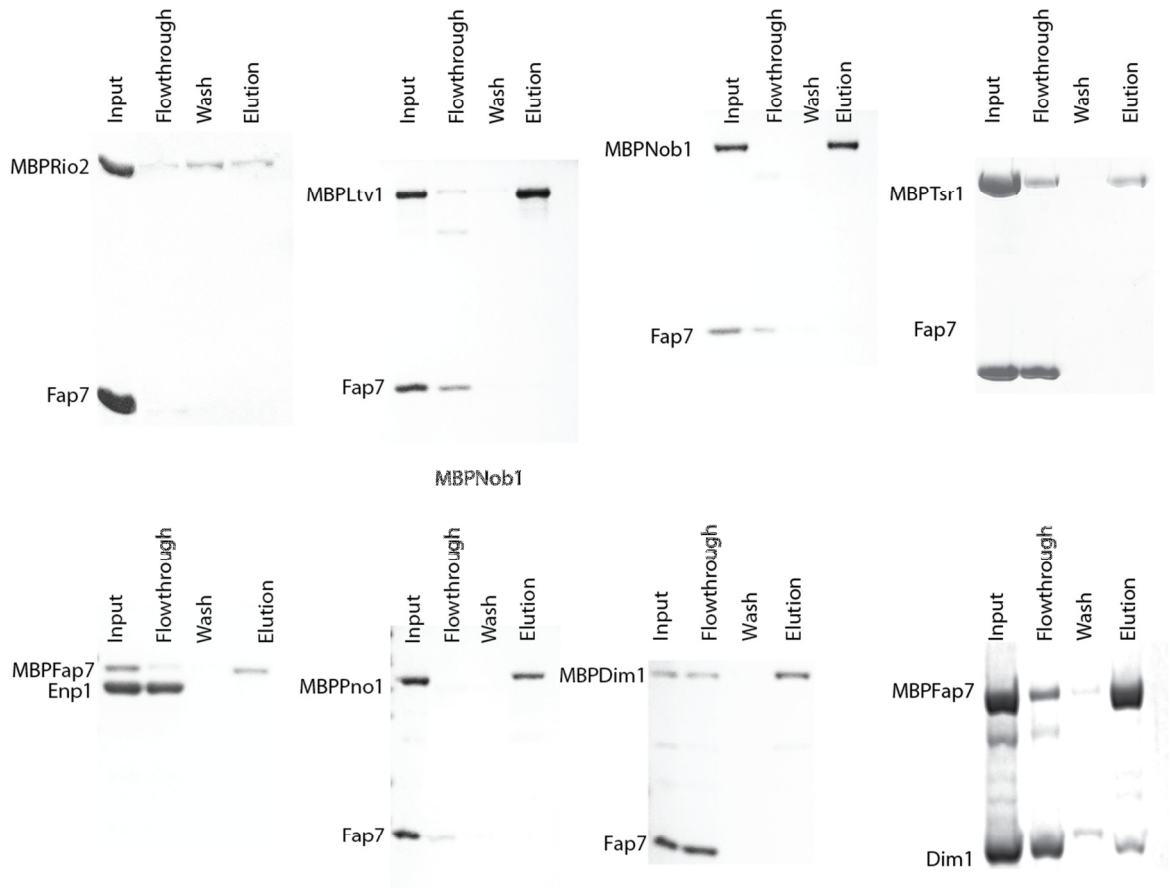 Input Flowthrough Wash Elution
MBPRio2
Fap7
Input Flowthrough Wash Elution
MBPLtv1
Fap7
Input Flowthrough Wash Elution
MBPNob1
Fap7
Input Flowthrough Wash Elution
MBPTsr1
Fap7
MBPNob1
Input Flowthrough Wash Elution
MBPFap7
Enp1
Input Flowthrough Wash Elution
MBPPno1
Fap7
Input Flowthrough Wash Elution
MBPDim1
Fap7
Input Flowthrough Wash Elution
MBPFap7
Dim1